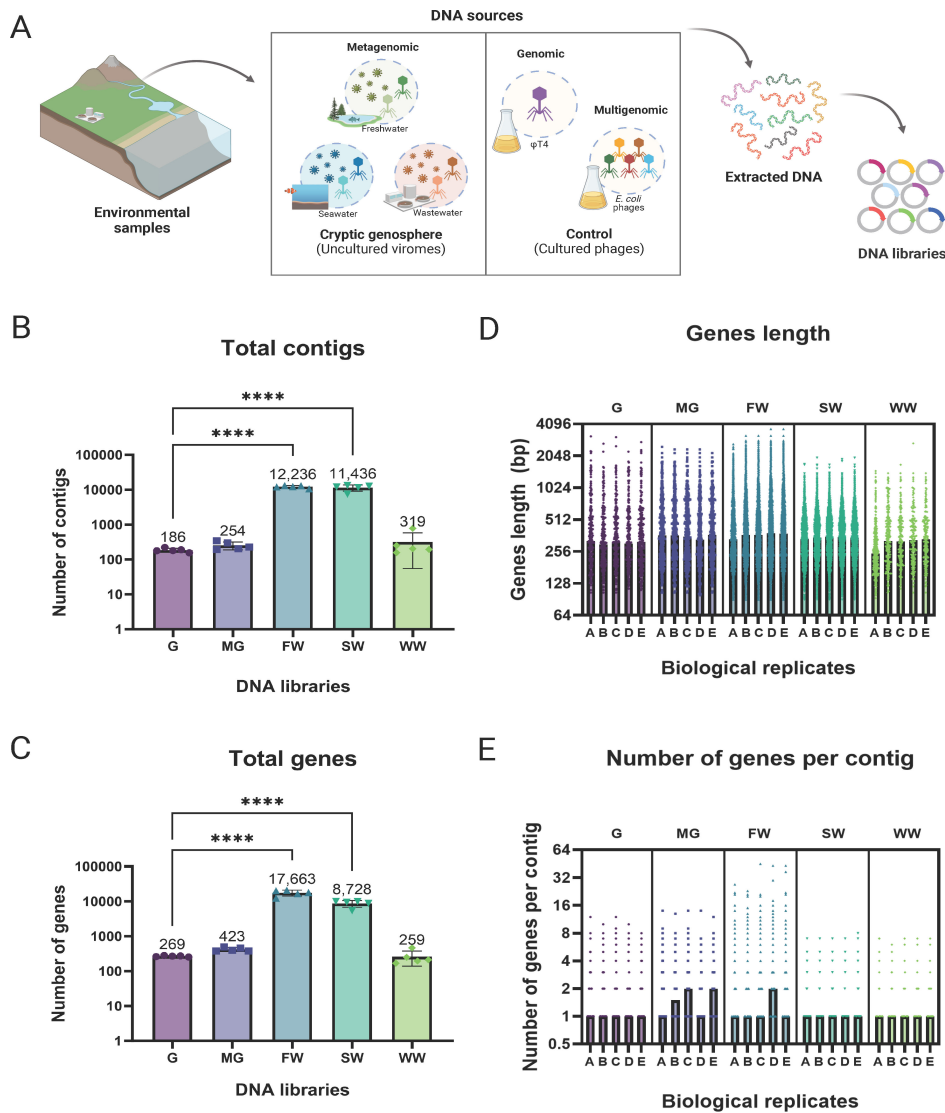 A
DNA sources
Metagenomic
Freshwater
Seawater
Wastewater
Cryptic genosphere
(Uncultured viromes)
Genomic
φT4
Multigenomic
E. coli
phages
Control
(Cultured phages)
Environmental
samples
Extracted DNA
DNA libraries
B
Total contigs
****
****
Number of contigs
100000
10000
1000
100
10
1
186
254
12,236
11,436
319
G MG FW SW WW
DNA libraries
D
Genes length
G MG FW SW WW
Genes length (bp)
4096
2048
1024
512
256
128
64
A B C D E A B C D E A B C D E A B C D E A B C D E
Biological replicates
C
Total genes
****
****
Number of genes
100000
10000
1000
100
10
1
269
423
17,663
8,728
259
G MG FW SW WW
DNA libraries
E
Number of genes per contig
G MG FW SW WW
Number of genes per contig
64
32
16
8
4
2
1
0.5
A B C D E A B C D E A B C D E A B C D E A B C D E
Biological replicates